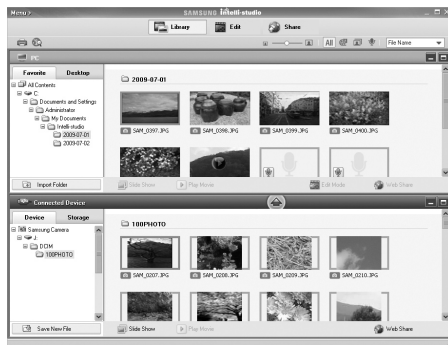 Menu >
SAMSUNG intelli-studio
Library Edit Share
All File Name
PC
Favorite Desktop
All Contents
C:
Documents and Settings
Administrator
My Documents
Intelli-studio
2009-07-01
2009-07-02
Import Folder
2009-07-01
SAM_0397.JPG SAM_0398.JPG SAM_0399.JPG SAM_0400.JPG
Slide Show Play Movie Edit Mode Web Share
Connected Device
Device Storage
Samsung Camera
J:
DCIM
100PHOTO
Save New File
100PHOTO
SAM_0207.JPG SAM_0208.JPG SAM_0209.JPG SAM_0210.JPG
Slide Show Play Movie Web Share